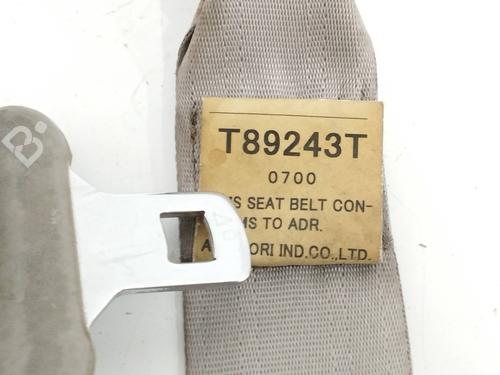 T89243T
0700
SEAT BELT CON-
TO ADR.
IND.CO.,LTD.
B